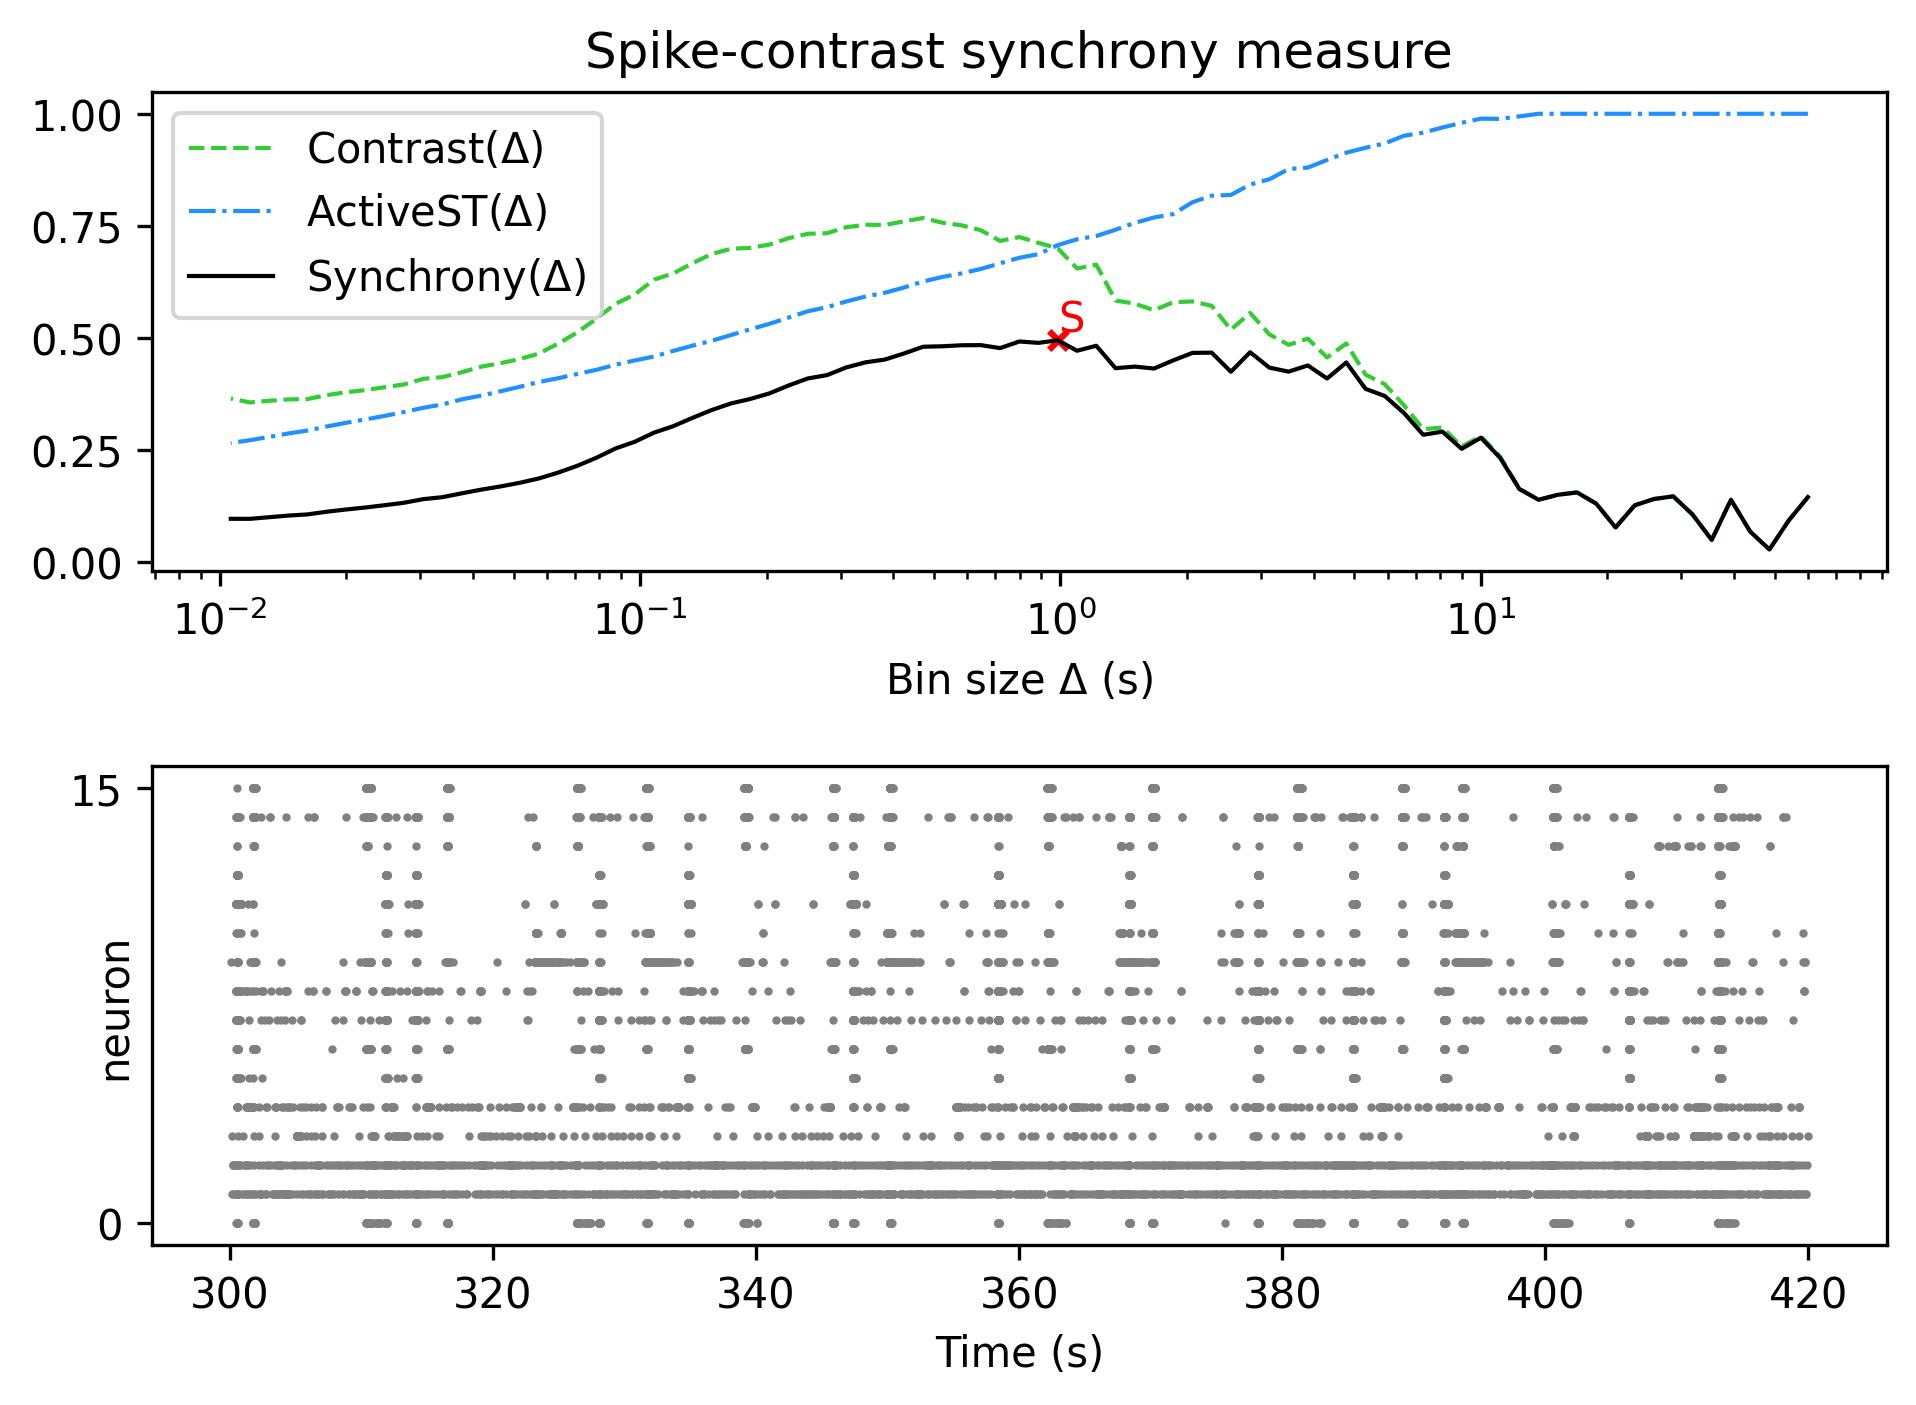 Spike-contrast synchrony measure
1.00
0.75
0.50
0.25
0.00
Contrast(Δ)
ActiveST(Δ)
Synchrony(Δ)
S
10⁻² 10⁻¹ 10⁰ 10¹
Bin size Δ (s)
15
0
neuron
300 320 340 360 380 400 420
Time (s)